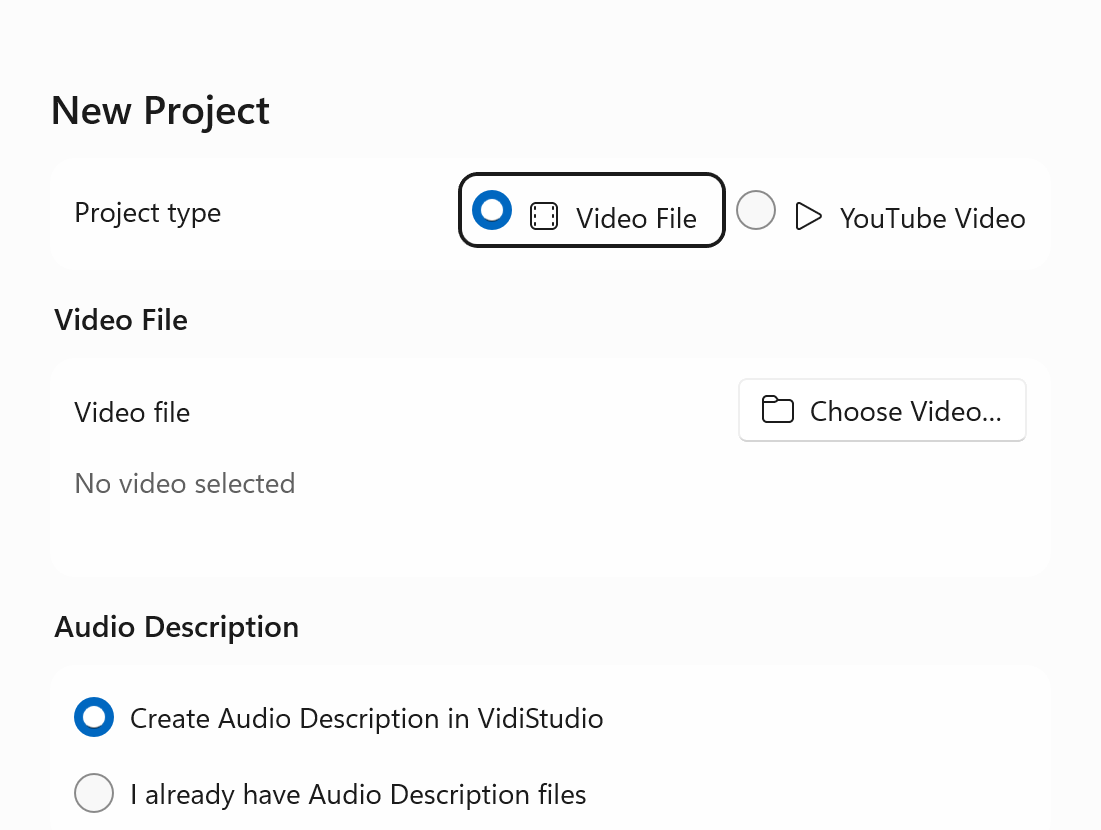 New Project
Project type
Video File
YouTube Video
Video File
Video file
Choose Video...
No video selected
Audio Description
Create Audio Description in VidiStudio
I already have Audio Description files